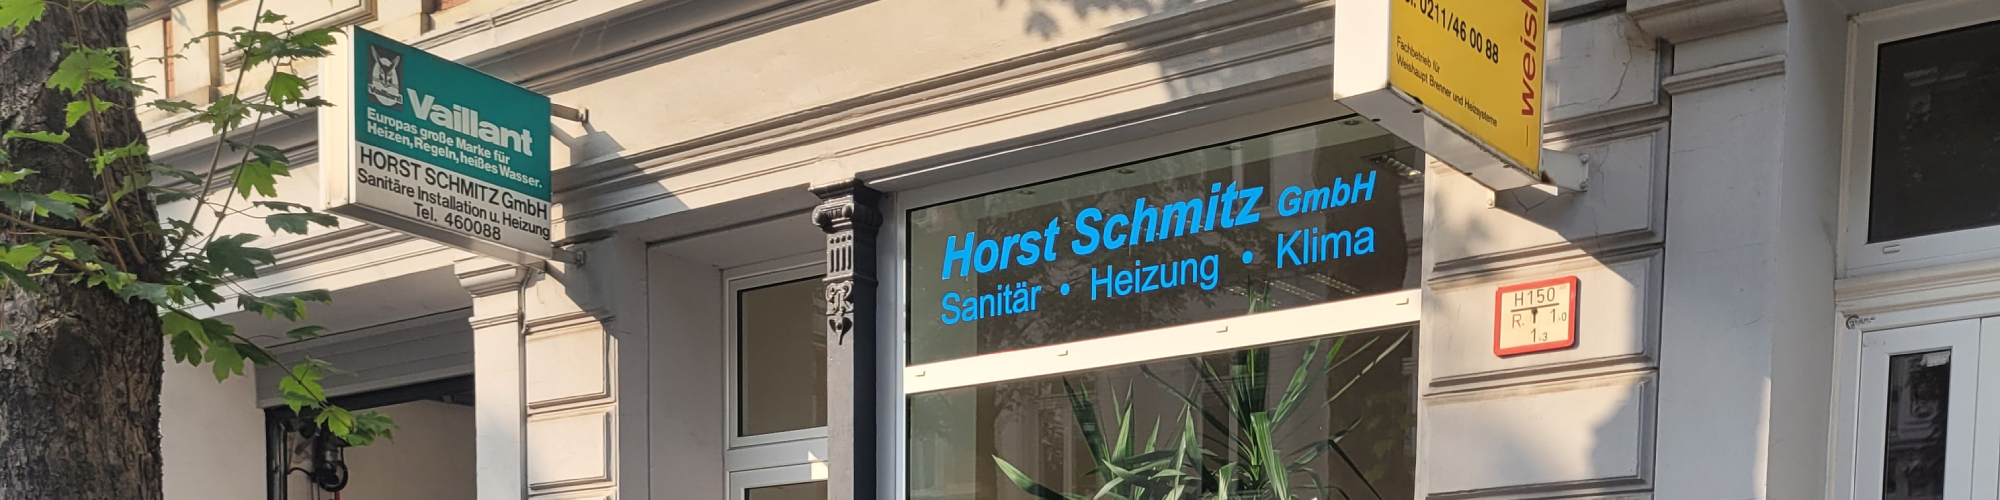 Vaillant
Vaillant
Europas große Marke für
Heizen, Regeln, heißes Wasser.
HORST SCHMITZ GmbH
Sanitäre Installation u. Heizung
Tel. 460088
Horst Schmitz GmbH
Sanitär • Heizung • Klima
0211/46 00 88
Fachbetrieb für
Weishaupt Brenner und Heizsysteme
–weish
H150
R. 1,0
1,3